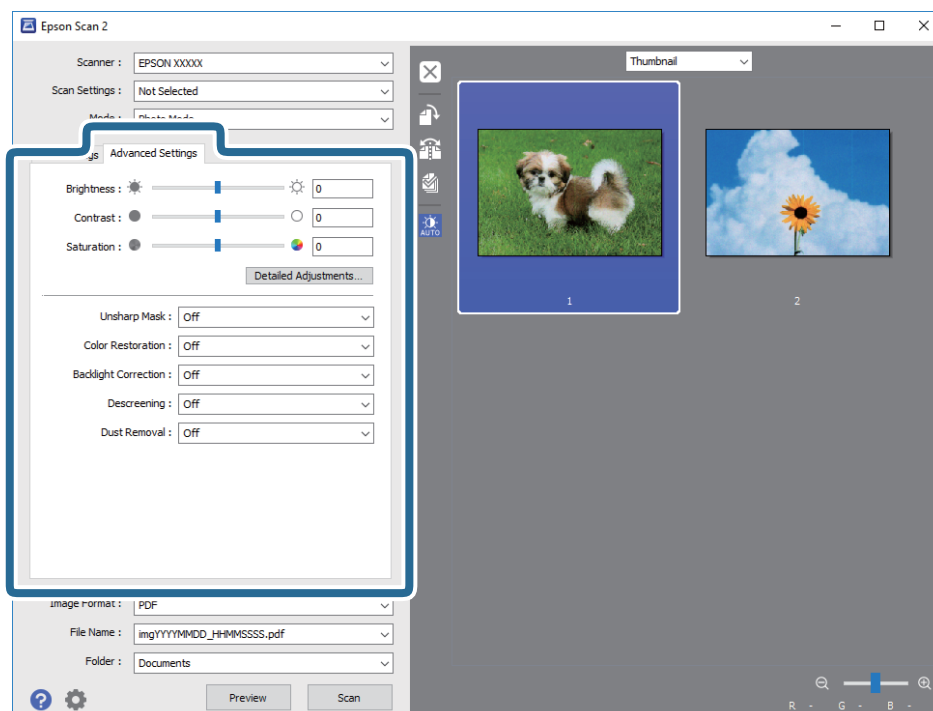 Epson Scan 2
Scanner : EPSON XXXXX
Scan Settings : Not Selected
Advanced Settings
Brightness : 0
Contrast : 0
Saturation : 0
Detailed Adjustments...
Unsharp Mask : Off
Color Restoration : Off
Backlight Correction : Off
Descreening : Off
Dust Removal : Off
Image Format : PDF
File Name : imgYYYYMMDD_HHMMSSSS.pdf
Folder : Documents
? Preview Scan
Thumbnail
AUTO
1
2
R - G - B -